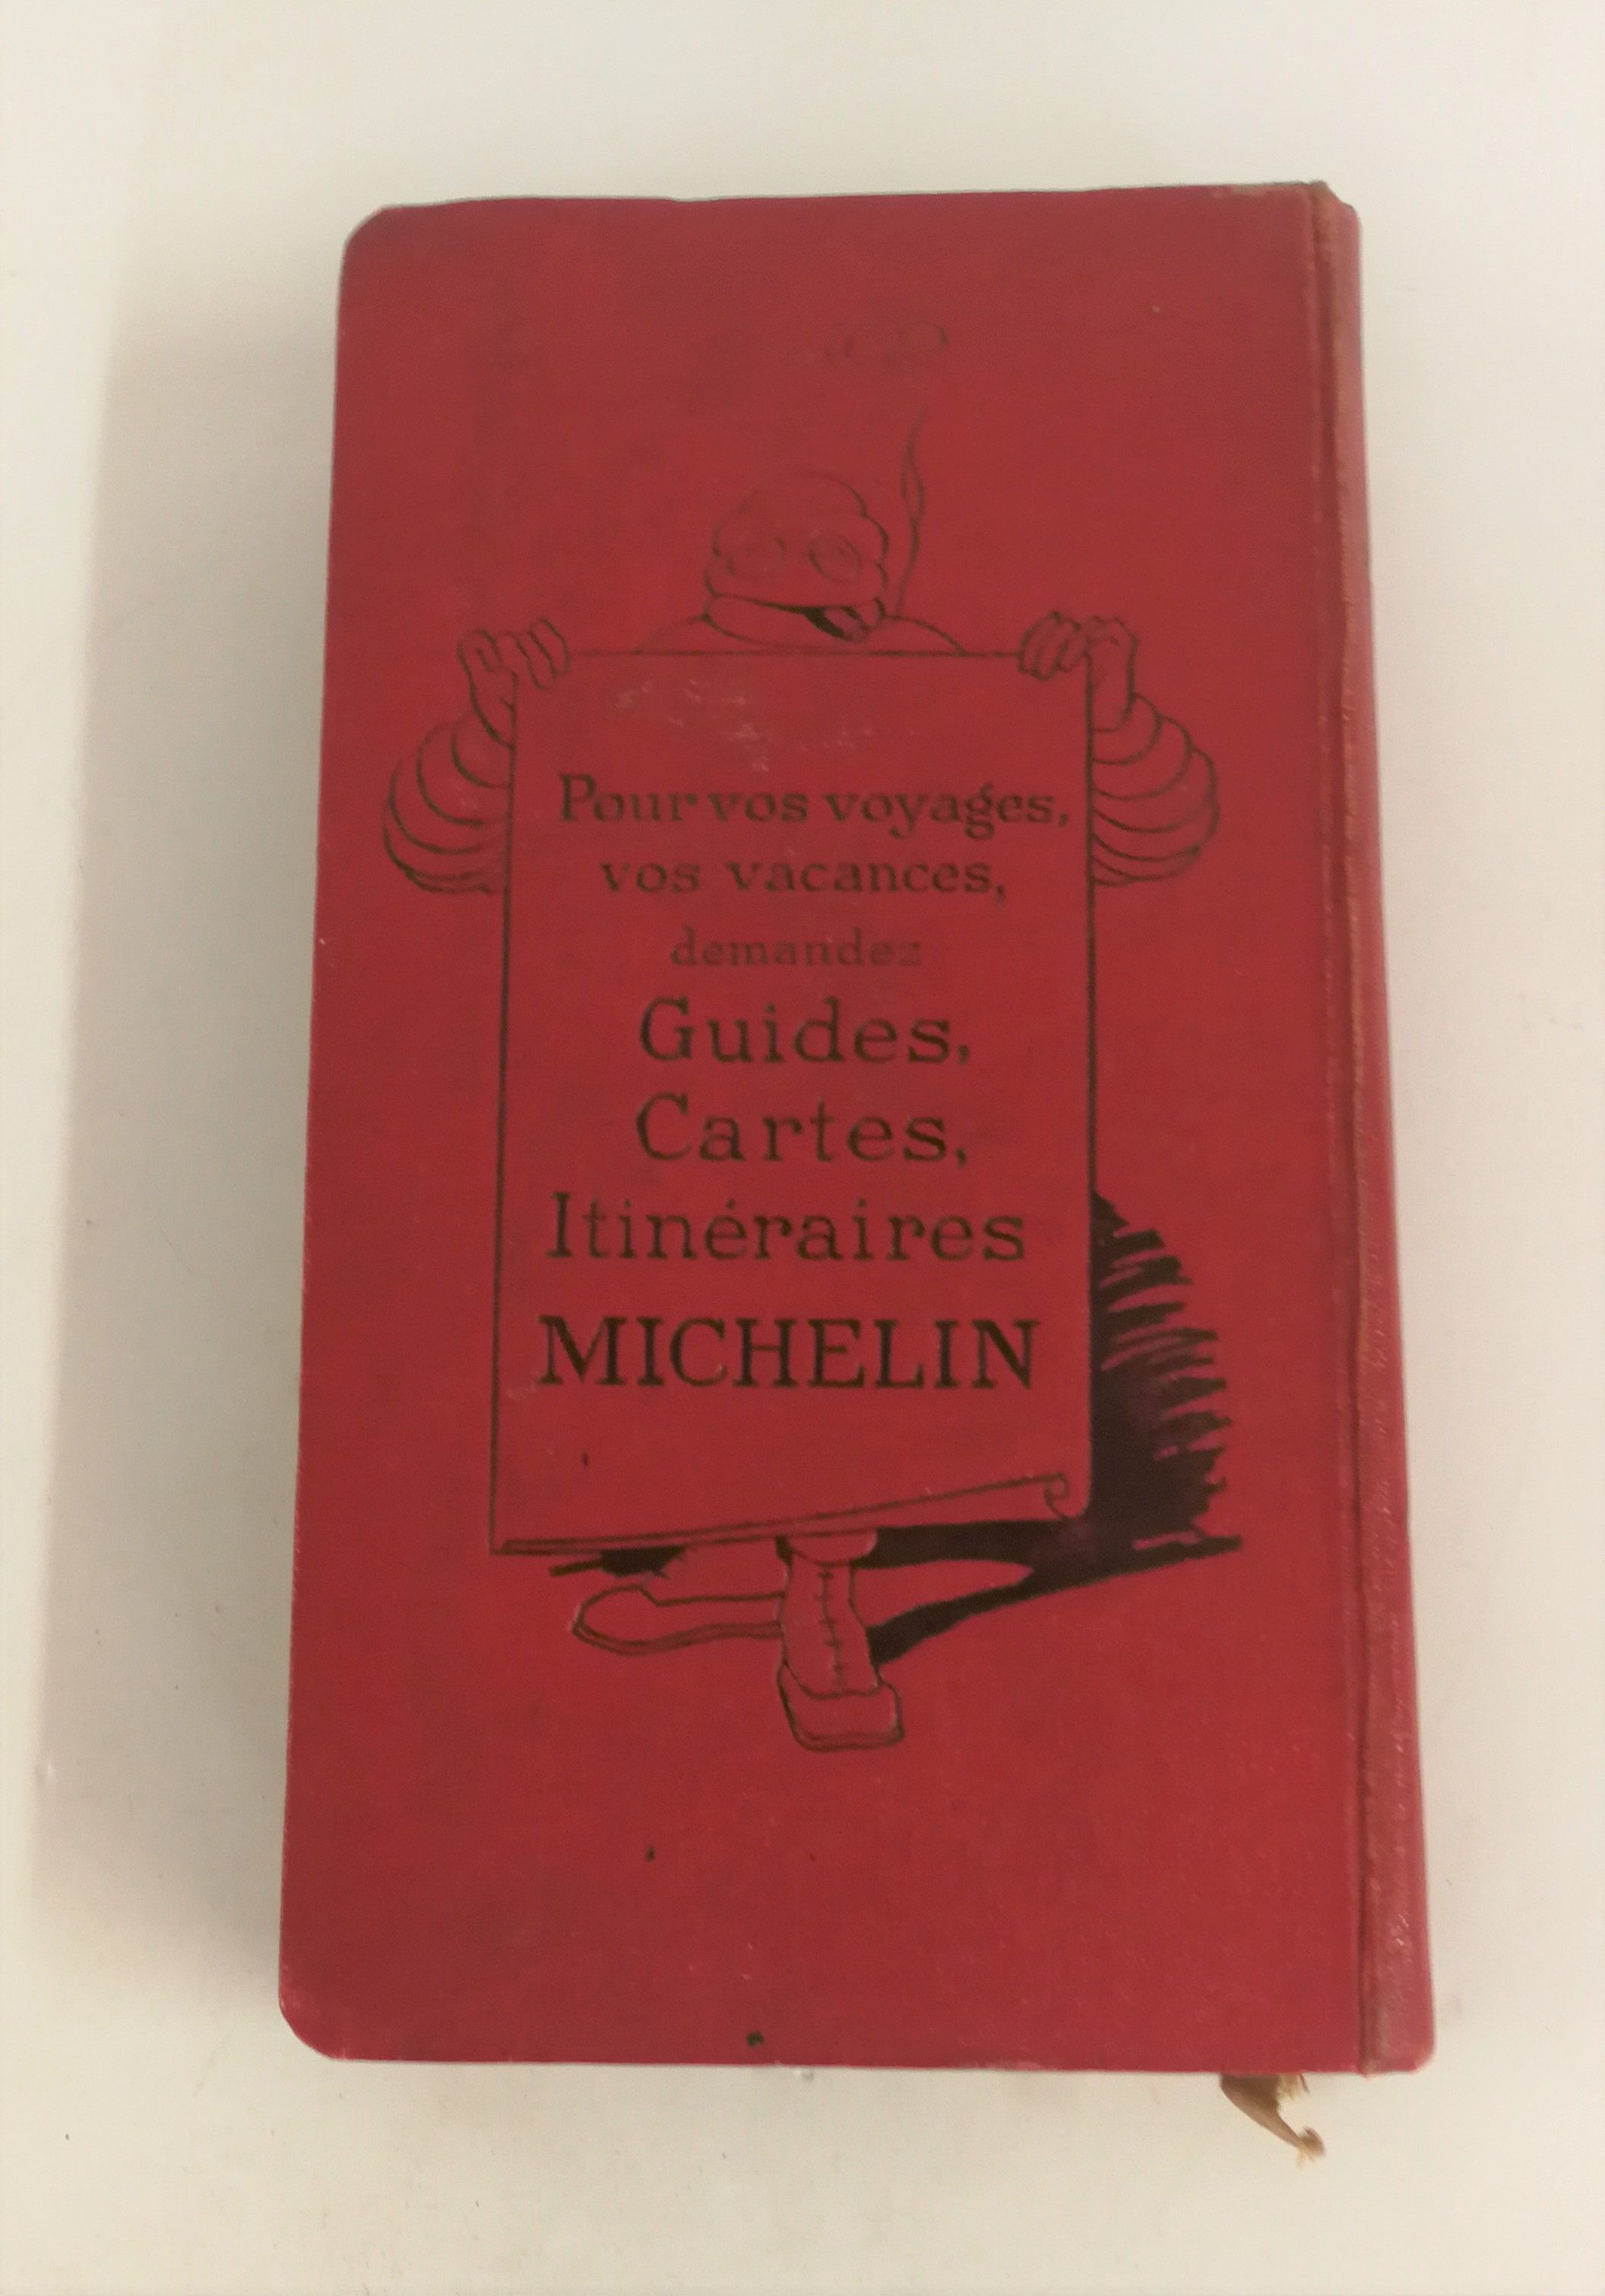 Pour vos voyages,
vos vacances,
demandez
Guides,
Cartes,
Itinéraires
MICHELIN